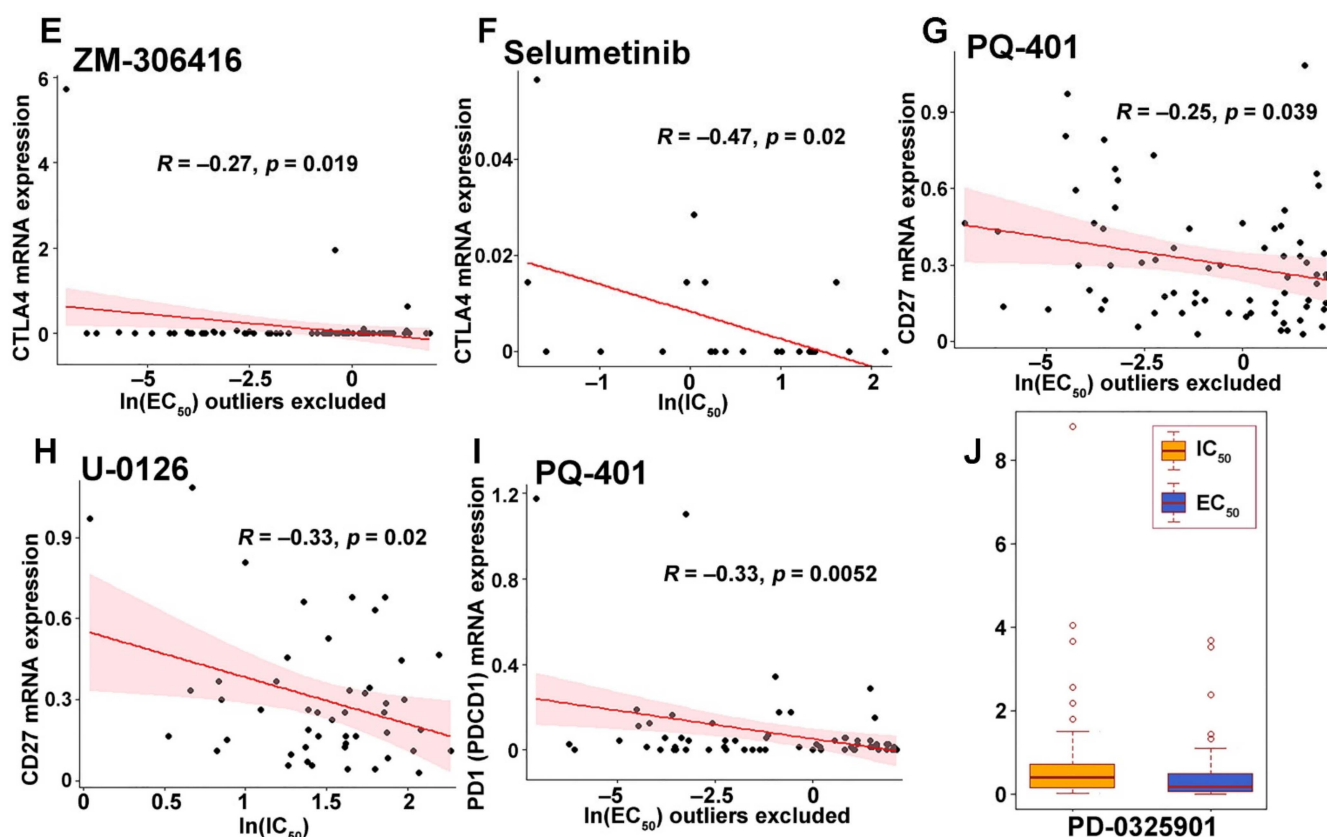 E
ZM-306416
CTLA4 mRNA expression
6
4
2
0
R = –0.27, p = 0.019
–5
–2.5
0
ln(EC50) outliers excluded
F
Selumetinib
CTLA4 mRNA expression
0.04
0.02
0
R = –0.47, p = 0.02
–1
0
1
2
ln(IC50)
G
PQ-401
CD27 mRNA expression
0.9
0.6
0.3
0
R = –0.25, p = 0.039
–5
–2.5
0
ln(EC50) outliers excluded
H
U-0126
CD27 mRNA expression
0.9
0.6
0.3
0
R = –0.33, p = 0.02
0
0.5
1
1.5
2
ln(IC50)
I
PQ-401
PD1 (PDCD1) mRNA expression
1.2
0.8
0.4
0
R = –0.33, p = 0.0052
–5
–2.5
0
ln(EC50) outliers excluded
J
8
6
4
2
0
IC50
EC50
PD-0325901